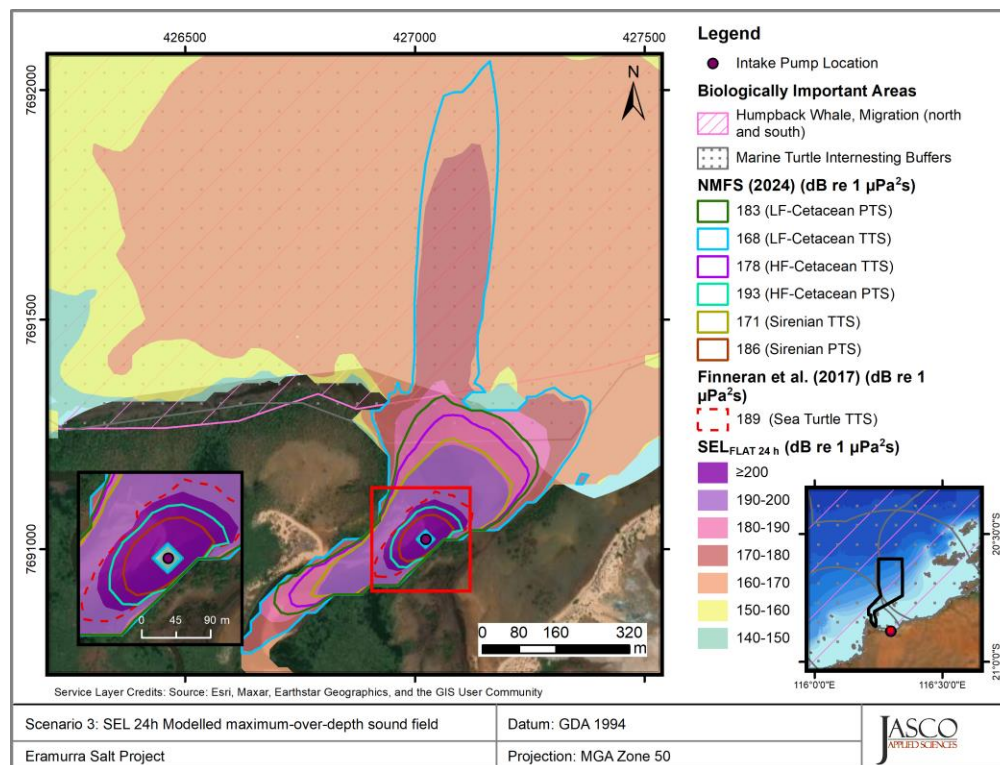 426500
427000
427500
7692000
7691500
7691000
N
0 45 90 m
0 80 160 320
m
Service Layer Credits: Source: Esri, Maxar, Earthstar Geographics, and the GIS User Community
Legend
Intake Pump Location
Biologically Important Areas
Humpback Whale, Migration (north
and south)
Marine Turtle Internesting Buffers
NMFS (2024) (dB re 1 µPa²s)
183 (LF-Cetacean PTS)
168 (LF-Cetacean TTS)
178 (HF-Cetacean TTS)
193 (HF-Cetacean PTS)
171 (Sirenian TTS)
186 (Sirenian PTS)
Finneran et al. (2017) (dB re 1
µPa²s)
189 (Sea Turtle TTS)
SELFLAT 24 h (dB re 1 µPa²s)
≥200
190-200
180-190
170-180
160-170
150-160
140-150
20°30'0"S
21°0'0"S
116°0'0"E
116°30'0"E
Scenario 3: SEL 24h Modelled maximum-over-depth sound field
Datum: GDA 1994
Eramurra Salt Project
Projection: MGA Zone 50
JASCO
APPLIED SCIENCES